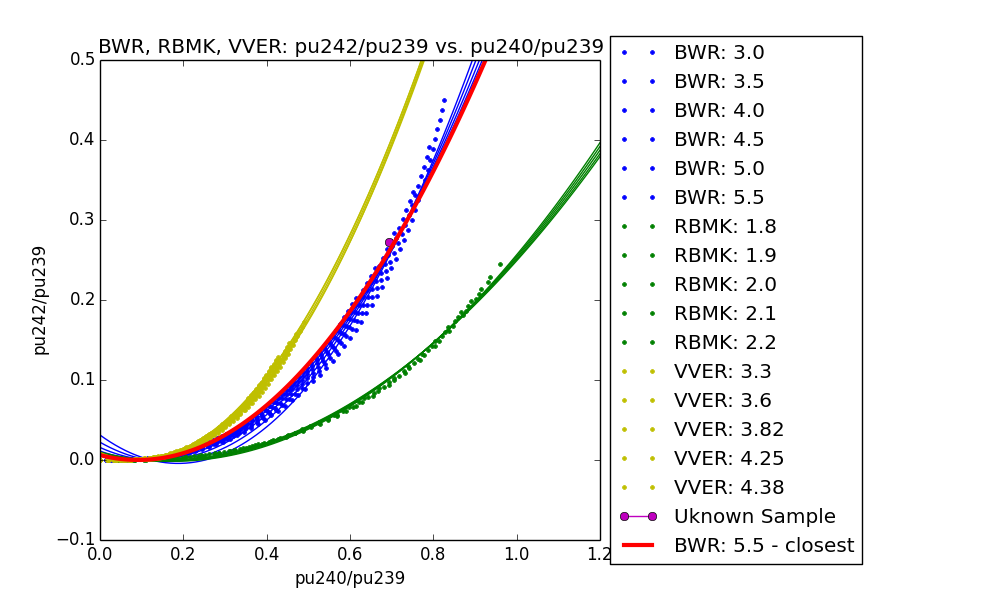 BWR, RBMK, VVER: pu242/pu239 vs. pu240/pu239
0.5
0.4
0.3
0.2
0.1
0.0
−0.1
pu242/pu239
0.0 0.2 0.4 0.6 0.8 1.0 1.2
pu240/pu239
BWR: 3.0
BWR: 3.5
BWR: 4.0
BWR: 4.5
BWR: 5.0
BWR: 5.5
RBMK: 1.8
RBMK: 1.9
RBMK: 2.0
RBMK: 2.1
RBMK: 2.2
VVER: 3.3
VVER: 3.6
VVER: 3.82
VVER: 4.25
VVER: 4.38
Uknown Sample
BWR: 5.5 - closest